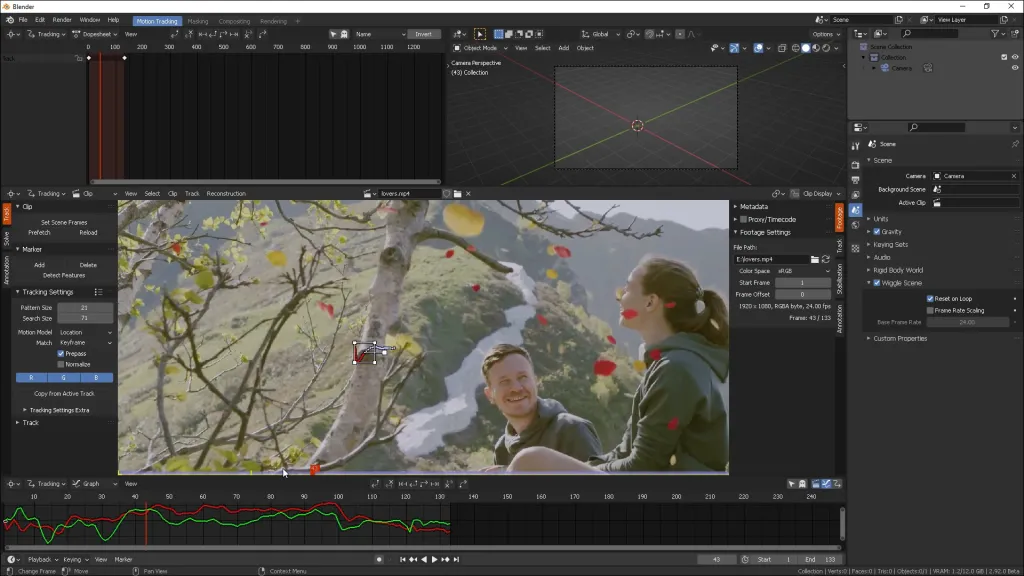 Blender
File Edit Render Window Help Motion Tracking Masking Compositing Rendering + Scene View Layer
Tracking Dopesheet View Name Invert Global Options
0 100 200 300 400 500 600 700 800 900 1000 1100 1200
Object Mode View Select Add Object
Camera Perspective
(43) Collection
Scene Collection
Collection
Camera
Scene
Scene
Camera Camera
Background Scene
Active Clip
Units
Gravity
Keying Sets
Audio
Rigid Body World
Wiggle Scene
Reset on Loop
Frame Rate Scaling
Base Frame Rate 24.00
Custom Properties
Tracking Clip View Select Clip Track Reconstruction lovers.mp4 Clip Display
Track
Solve
Annotation
Clip
Set Scene Frames
Prefetch Reload
Marker
Add Delete
Detect Features
Tracking Settings
Pattern Size 21
Search Size 71
Motion Model Location
Match Keyframe
Prepass
Normalize
R G B
Copy from Active Track
Tracking Settings Extra
Track
Metadata
Proxy/Timecode
Footage Settings
File Path:
E:\lovers.mp4
Color Space sRGB
Start Frame 1
Frame Offset 0
1920 x 1080, RGBA byte, 24.00 fps
Frame: 43 / 133
Footage
Track
Stabilization
Annotation
Tracking Graph View
10 20 30 40 50 60 70 80 90 100 110 120 130 140 150 160 170 180 190 200 210 220 230 240
Playback Keying View Marker 43 Start 1 End 133
Change Frame Move Pan View Context Menu Collection | Verts:0 | Faces:0 | Tris:0 | Objects:0/1 | VRAM: 1.2/12.0 GiB | 2.92.0 Beta